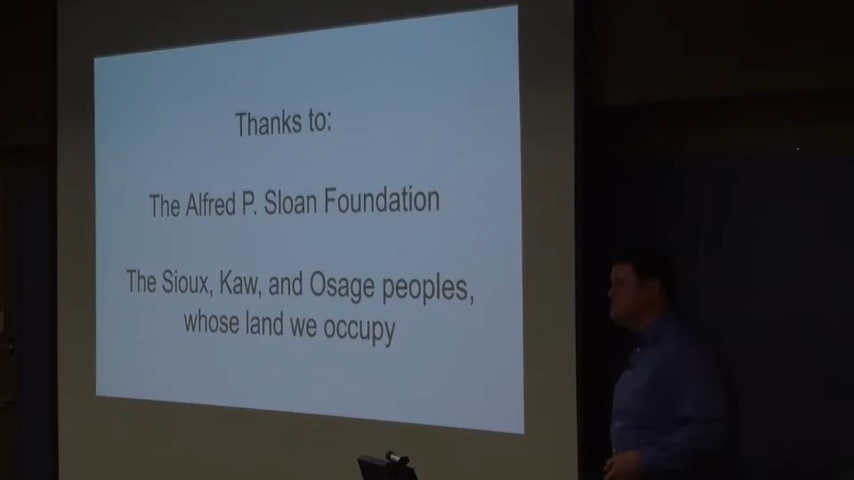 Thanks to:
The Alfred P. Sloan Foundation
The Sioux, Kaw, and Osage peoples,
whose land we occupy